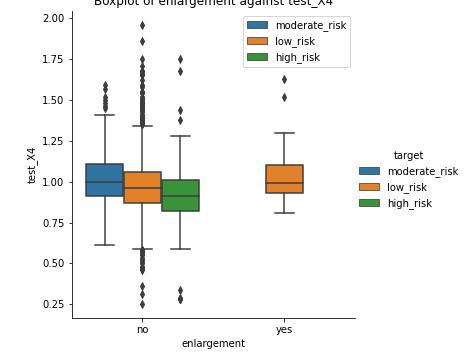 Boxplot of enlargement against test_X4
moderate_risk
low_risk
high_risk
2.00
1.75
1.50
1.25
1.00
0.75
0.50
0.25
test_X4
no
yes
enlargement
target
moderate_risk
low_risk
high_risk